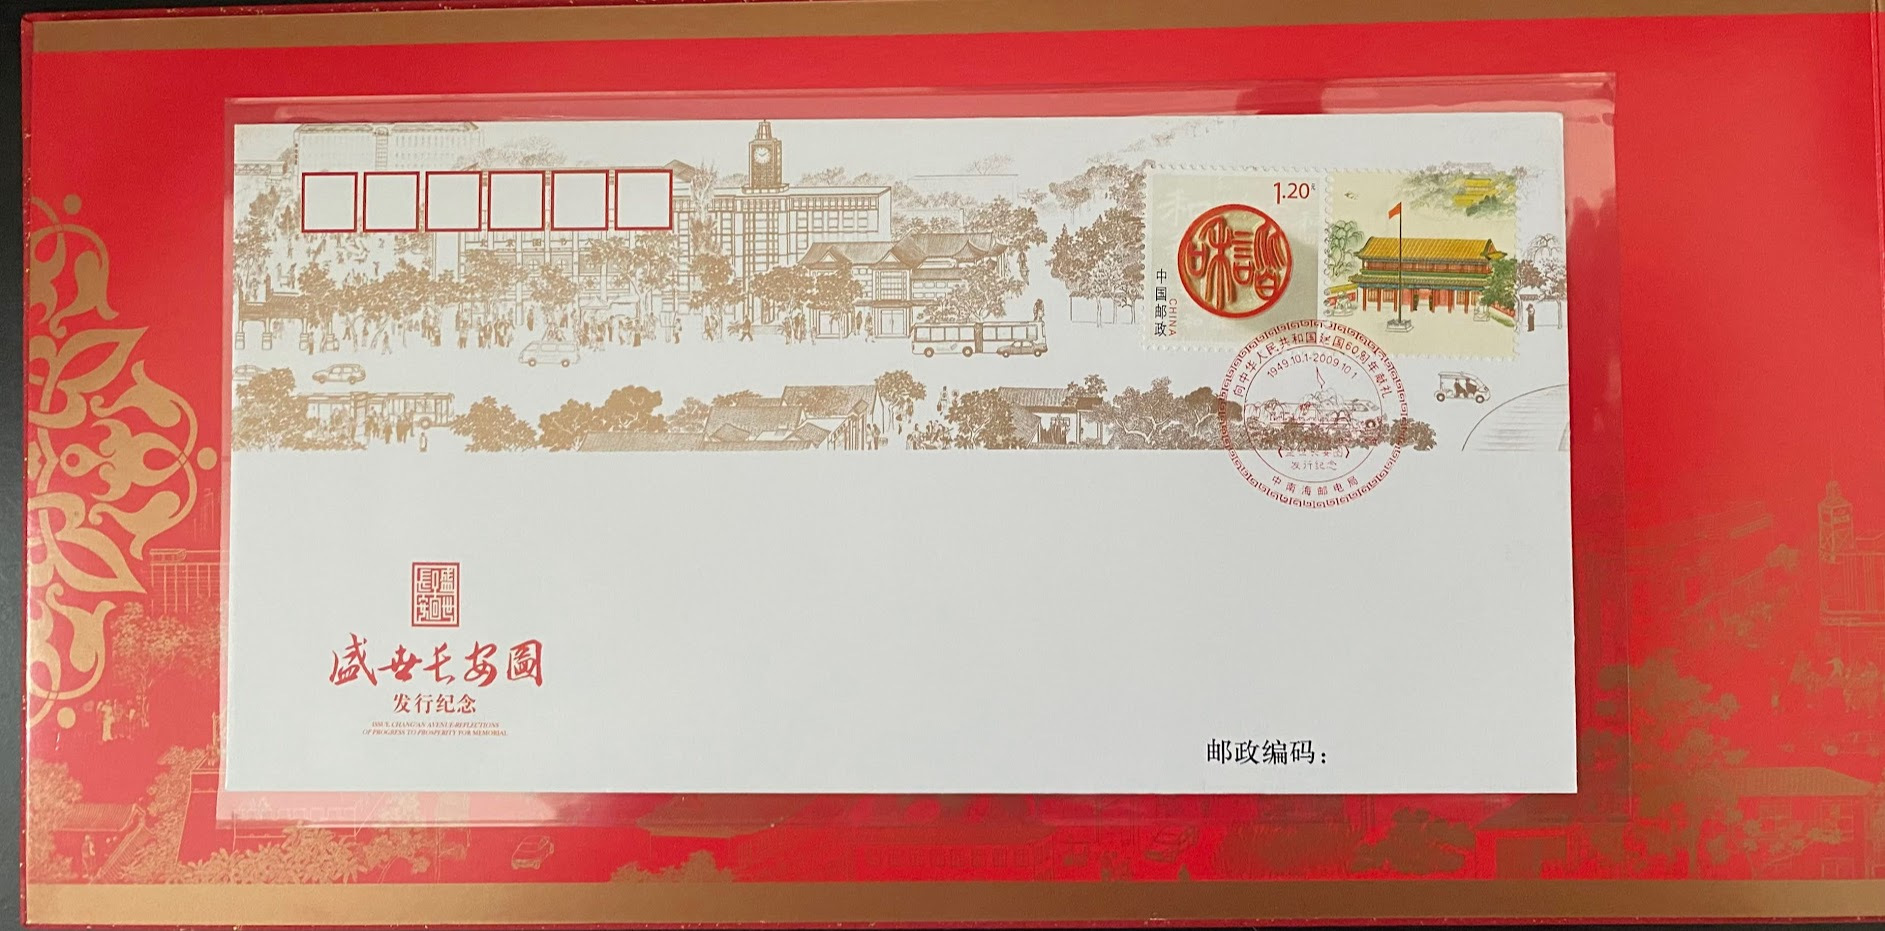 1.20元
和諧
中国邮政
CHINA
向中华人民共和国建国60周年献礼
1949.10.1-2009.10.1
《盛世长安图》
发行纪念
中南海邮电局
盛世長安圖
发行纪念
ISSUE CHANG'AN AVENUE-REFLECTIONS
OF PROGRESS TO PROSPERITY FOR MEMORIAL
邮政编码：